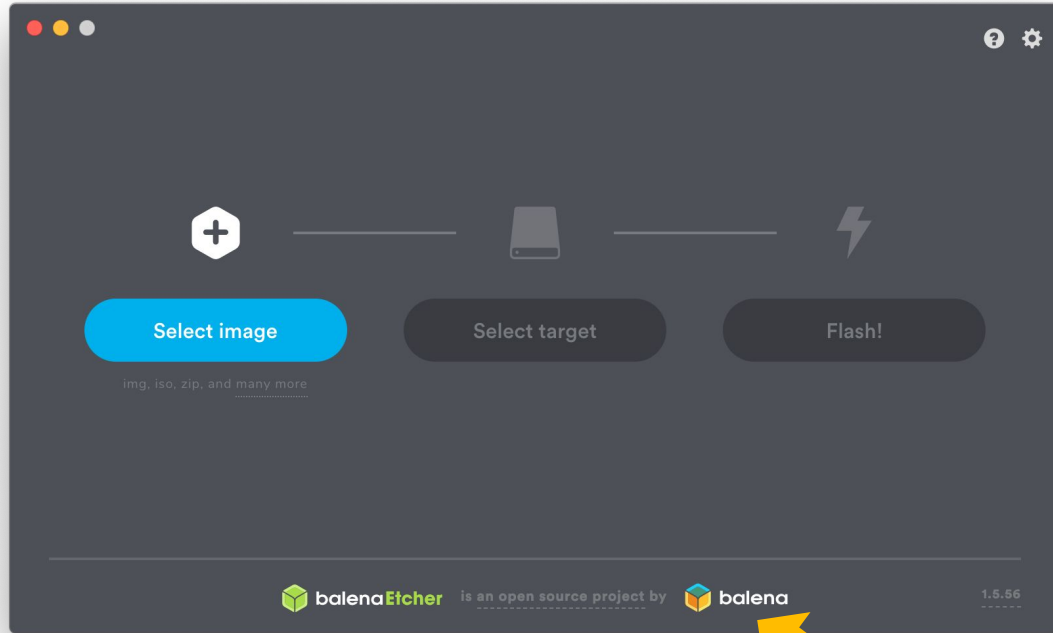 Select image
Select target
Flash!
img, iso, zip, and many more
balenaEtcher is an open source project by balena
1.5.56